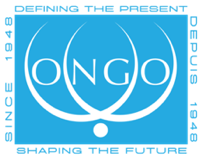 DEFINING THE PRESENT
SINCE 1948
ONGO
DEPUIS 1948
SHAPING THE FUTURE